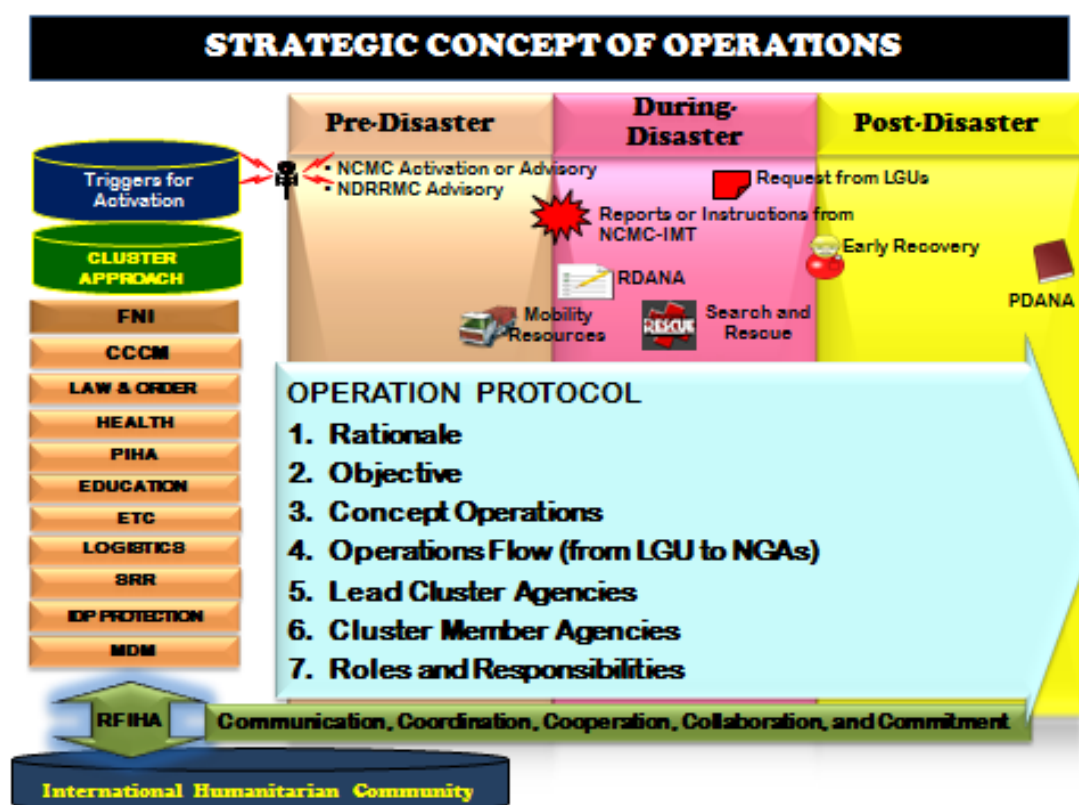 STRATEGIC CONCEPT OF OPERATIONS
Pre-Disaster
During-
Disaster
Post-Disaster
Triggers for
Activation
• NCMC Activation or Advisory
• NDRRMC Advisory
Request from LGUs
Reports or Instructions from
NCMC-IMT
Early Recovery
RDANA
PDANA
Mobility
Resources
RESCUE
Search and
Rescue
CLUSTER
APPROACH
FNI
CCCM
LAW & ORDER
HEALTH
PIHA
EDUCATION
ETC
LOGISTICS
SRR
IDP PROTECTION
MDM
OPERATION PROTOCOL
1. Rationale
2. Objective
3. Concept Operations
4. Operations Flow (from LGU to NGAs)
5. Lead Cluster Agencies
6. Cluster Member Agencies
7. Roles and Responsibilities
RFIHA
Communication, Coordination, Cooperation, Collaboration, and Commitment
International Humanitarian Community